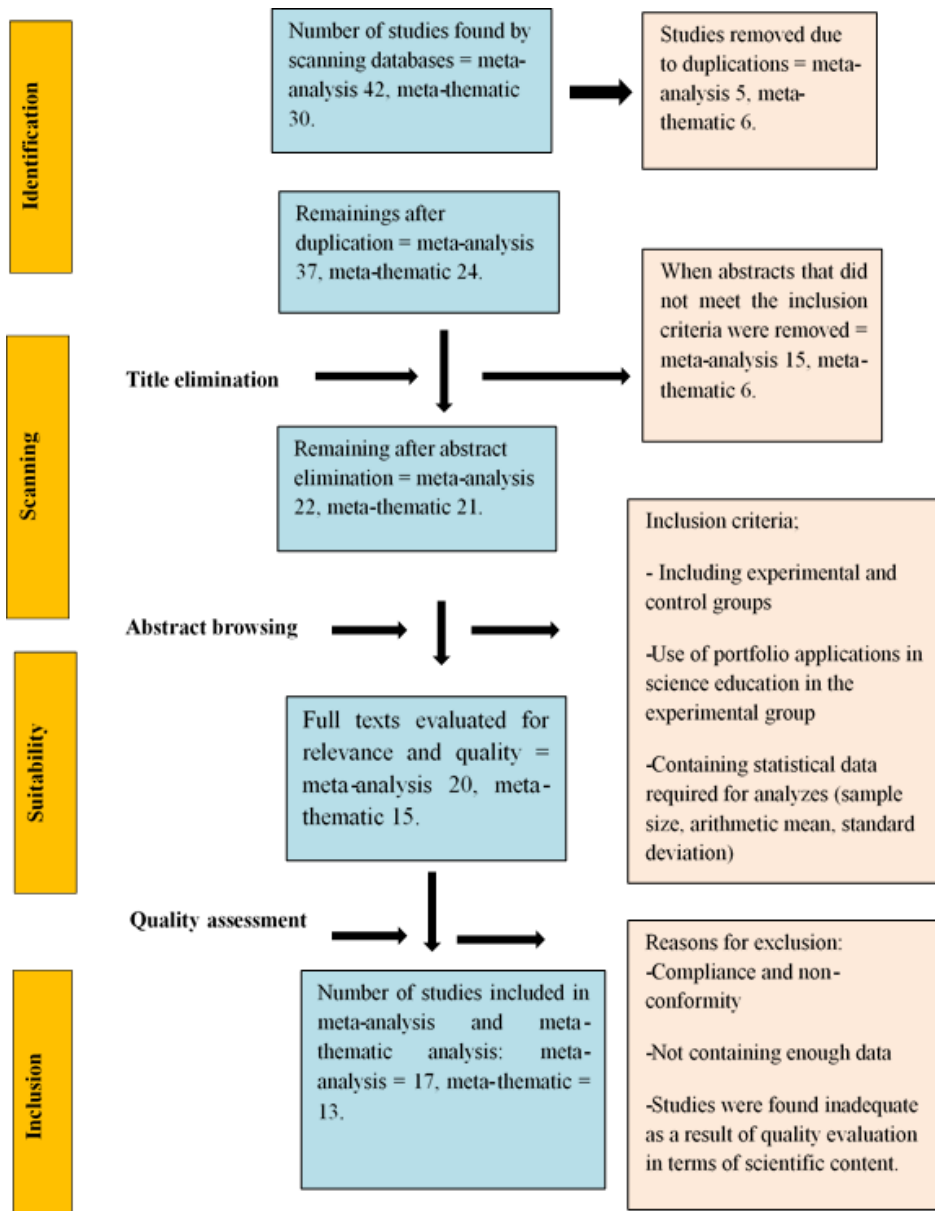 Identification
Number of studies found by
scanning databases = meta-
analysis 42, meta-thematic
30.
Studies removed due
to duplications = meta-
analysis 5, meta-
thematic 6.
Remainings after
duplication = meta-analysis
37, meta-thematic 24.
When abstracts that did
not meet the inclusion
criteria were removed =
meta-analysis 15, meta-
thematic 6.
Scanning
Title elimination
Remaining after abstract
elimination = meta-analysis
22, meta-thematic 21.
Inclusion criteria;
- Including experimental and
control groups
-Use of portfolio applications in
science education in the
experimental group
-Containing statistical data
required for analyzes (sample
size, arithmetic mean, standard
deviation)
Abstract browsing
Suitability
Full texts evaluated for
relevance and quality =
meta-analysis 20, meta-
thematic 15.
Quality assessment
Inclusion
Number of studies included in
meta-analysis and meta-
thematic analysis: meta-
analysis = 17, meta-thematic =
13.
Reasons for exclusion:
-Compliance and non-
conformity
-Not containing enough data
-Studies were found inadequate
as a result of quality evaluation
in terms of scientific content.